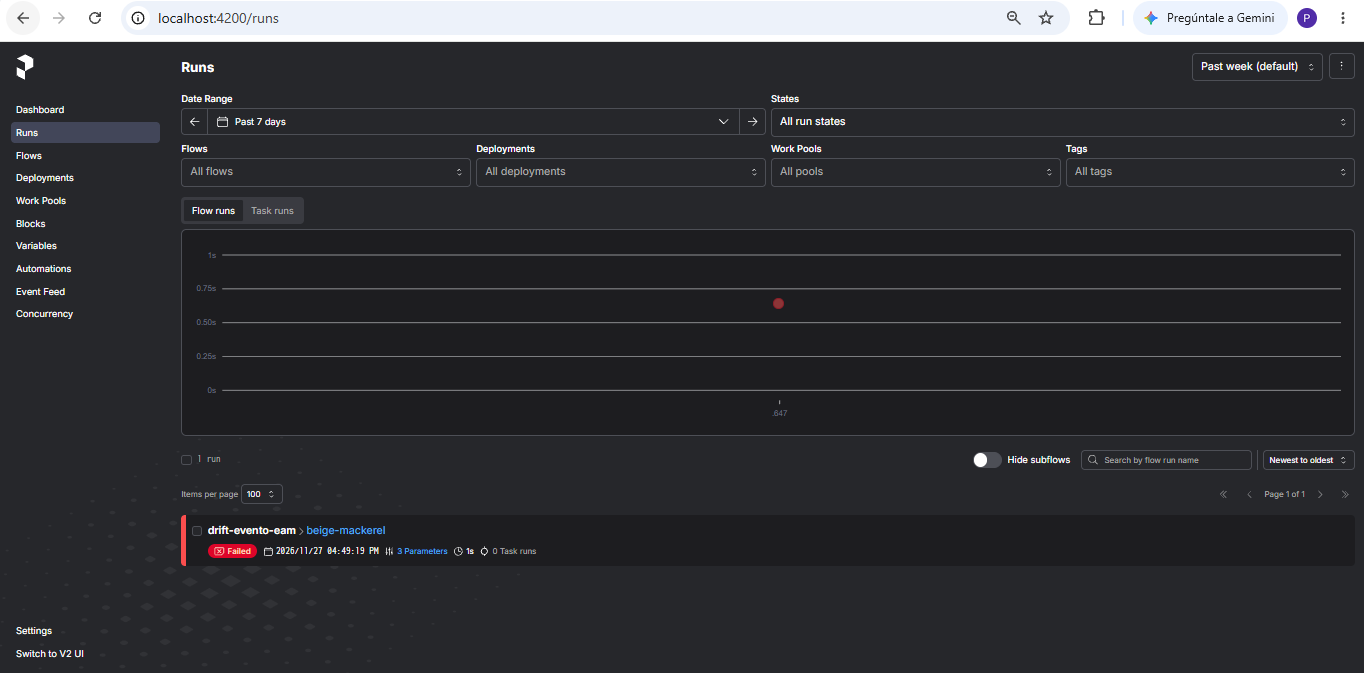 localhost:4200/runs
Pregúntale a Gemini
P
Runs
Past week (default)
Dashboard
Runs
Flows
Deployments
Work Pools
Blocks
Variables
Automations
Event Feed
Concurrency
Settings
Switch to V2 UI
Date Range
States
Past 7 days
All run states
Flows
Deployments
Work Pools
Tags
All flows
All deployments
All pools
All tags
Flow runs
Task runs
1s
0.75s
0.50s
0.25s
0s
.647
1 run
Hide subflows
Search by flow run name
Newest to oldest
Items per page
100
Page 1 of 1
drift-evento-eam
beige-mackerel
Failed
2026/11/27 04:49:19 PM
3 Parameters
1s
0 Task runs